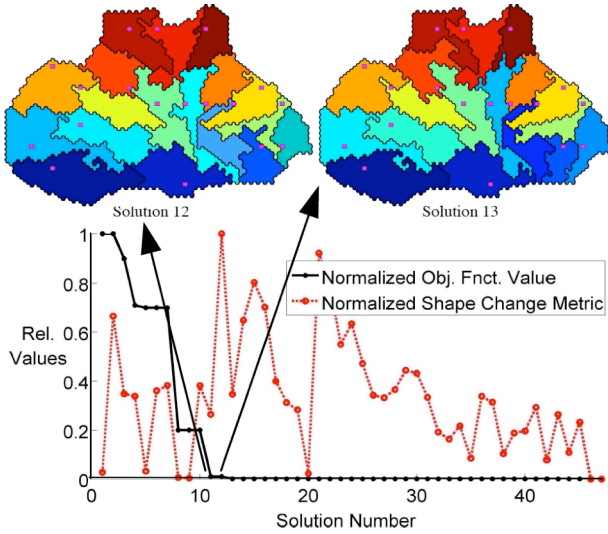 Solution 12
Solution 13
1
0.8
0.6
0.4
0.2
0
Rel.
Values
Normalized Obj. Fnct. Value
Normalized Shape Change Metric
0
10
20
30
40
Solution Number